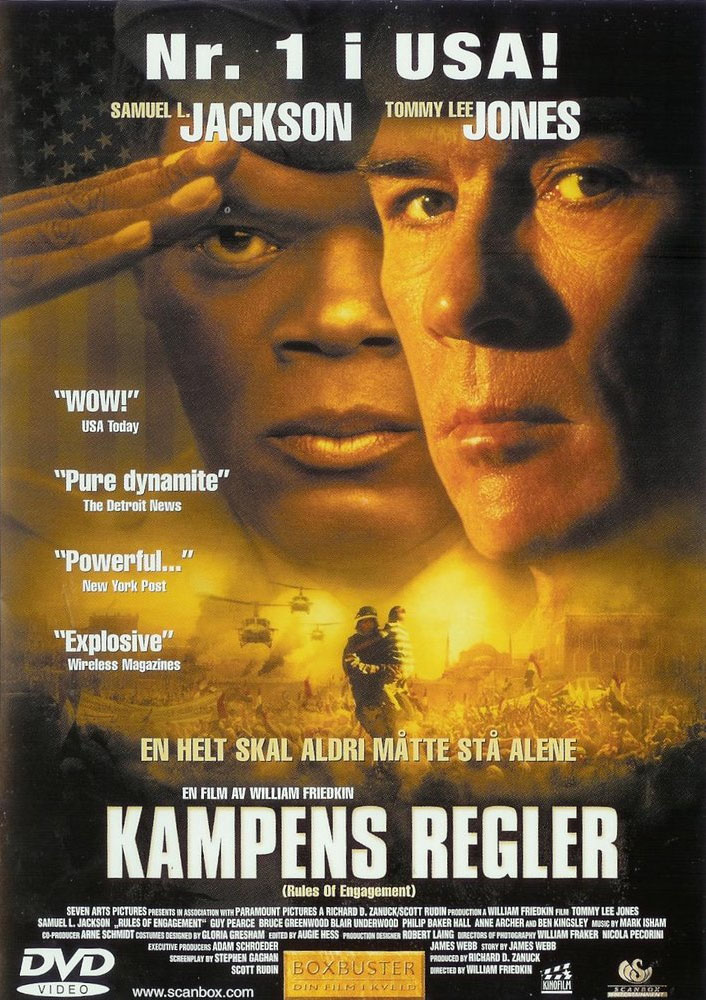 Nr. 1 i USA!
SAMUEL L. JACKSON TOMMY LEE JONES
"WOW!"
USA Today
"Pure dynamite"
The Detroit News
"Powerful..."
New York Post
"Explosive"
Wireless Magazines
EN HELT SKAL ALDRI MÅTTE STÅ ALENE
EN FILM AV WILLIAM FRIEDKIN
KAMPENS REGLER
(Rules Of Engagement)
SEVEN ARTS PICTURES PRESENTS IN ASSOCIATION WITH PARAMOUNT PICTURES A RICHARD D. ZANUCK/SCOTT RUDIN PRODUCTION A WILLIAM FRIEDKIN FILM TOMMY LEE JONES
SAMUEL L. JACKSON „RULES OF ENGAGEMENT" GUY PEARCE BRUCE GREENWOOD BLAIR UNDERWOOD PHILIP BAKER HALL ANNE ARCHER AND BEN KINGSLEY MUSIC BY MARK ISHAM
CO-PRODUCER ARNE SCHMIDT COSTUMES DESIGNED BY GLORIA GRESHAM EDITED BY AUGIE HESS PRODUCTION DESIGNER ROBERT LAING DIRECTORS OF PHOTOGRAPHY WILLIAM FRAKER NICOLA PECORINI
EXECUTIVE PRODUCERS ADAM SCHROEDER JAMES WEBB STORY BY JAMES WEBB
SCREENPLAY BY STEPHEN GAGHAN PRODUCED BY RICHARD D. ZANUCK
SCOTT RUDIN DIRECTED BY WILLIAM FRIEDKIN
DVD
VIDEO
www.scanbox.com
BOXBUSTER
DIN FILM I KVELD
KINOFILM
SCANBOX
ENTERTAINMENT